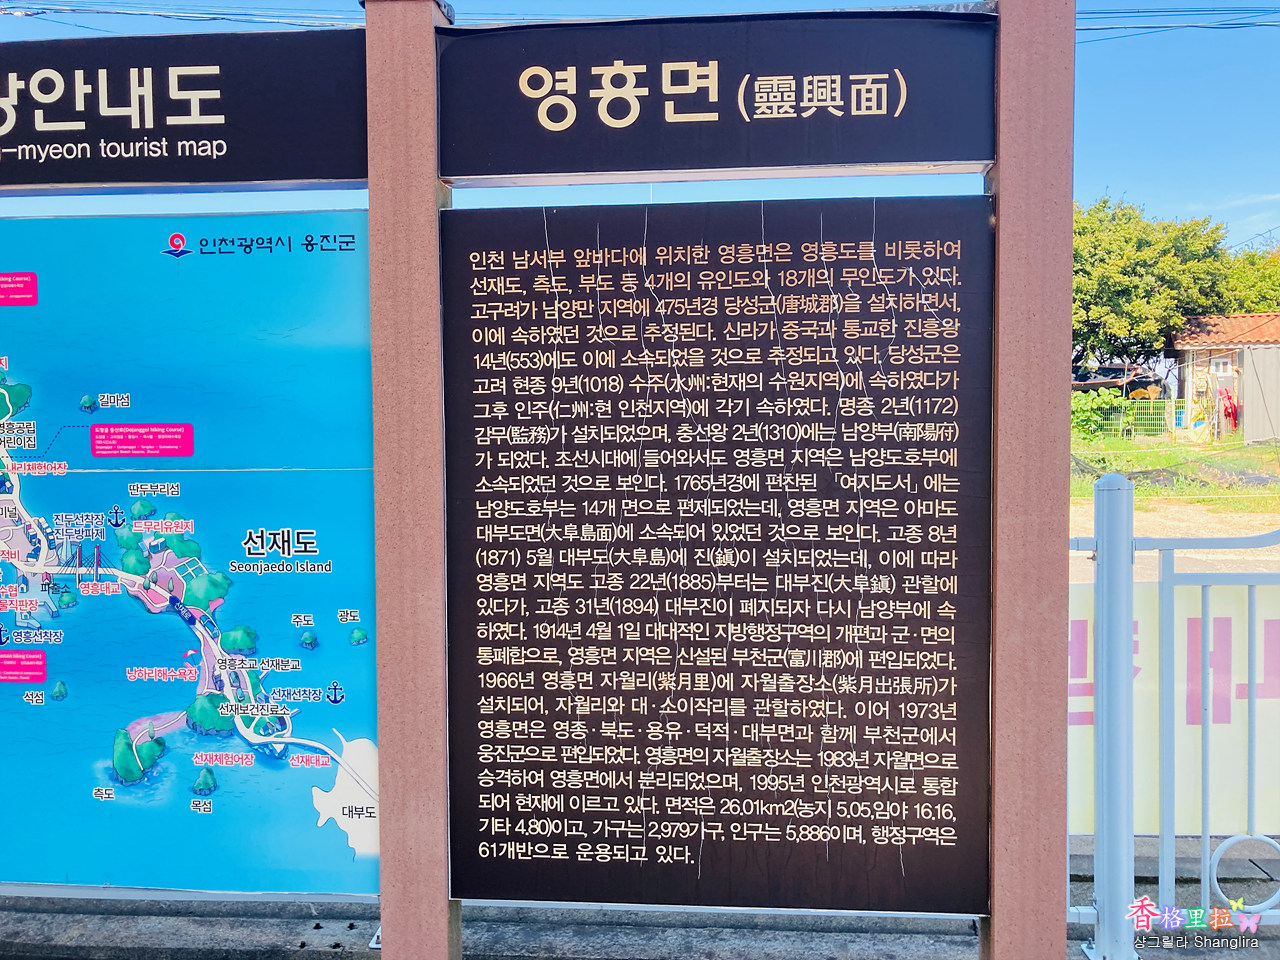 안내도
-myeon tourist map
인천광역시 옹진군
길마섬
영흥공립
어린이집
내리체험어장
딴두부리섬
진두선착장
진두방파제
드무리유원지
선재도
Seonjaedo Island
영흥대교
파출소
영흥선착장
주도
광도
영흥초교 선재분교
낭하리해수욕장
석섬
선재선착장
선재보건진료소
선재체험어장
선재대교
측도
목섬
대부도
영흥면 (靈興面)
인천 남서부 앞바다에 위치한 영흥면은 영흥도를 비롯하여
선재도, 측도, 부도 등 4개의 유인도와 18개의 무인도가 있다.
고구려가 남양만 지역에 475년경 당성군(唐城郡)을 설치하면서,
이에 속하였던 것으로 추정된다. 신라가 중국과 통교한 진흥왕
14년(553)에도 이에 소속되었을 것으로 추정되고 있다. 당성군은
고려 현종 9년(1018) 수주(水州:현재의 수원지역)에 속하였다가
그후 인주(仁州:현 인천지역)에 각기 속하였다. 명종 2년(1172)
감무(監務)가 설치되었으며, 충선왕 2년(1310)에는 남양부(南陽府)
가 되었다. 조선시대에 들어와서도 영흥면 지역은 남양도호부에
소속되었던 것으로 보인다. 1765년경에 편찬된 「여지도서」에는
남양도호부는 14개 면으로 편제되었는데, 영흥면 지역은 아마도
대부도면(大阜島面)에 소속되어 있었던 것으로 보인다. 고종 8년
(1871) 5월 대부도(大阜島)에 진(鎭)이 설치되었는데, 이에 따라
영흥면 지역도 고종 22년(1885)부터는 대부진(大阜鎭) 관할에
있다가, 고종 31년(1894) 대부진이 폐지되자 다시 남양부에 속
하였다. 1914년 4월 1일 대대적인 지방행정구역의 개편과 군·면의
통폐합으로, 영흥면 지역은 신설된 부천군(富川郡)에 편입되었다.
1966년 영흥면 자월리(紫月里)에 자월출장소(紫月出張所)가
설치되어, 자월리와 대·소이작리를 관할하였다. 이어 1973년
영흥면은 영종·북도·용유·덕적·대부면과 함께 부천군에서
옹진군으로 편입되었다. 영흥면의 자월출장소는 1983년 자월면으로
승격하여 영흥면에서 분리되었으며, 1995년 인천광역시로 통합
되어 현재에 이르고 있다. 면적은 26.01km2(농지 5.05,임야 16.16,
기타 4.80)이고, 가구는 2,979가구, 인구는 5,886이며, 행정구역은
61개반으로 운용되고 있다.
香格里拉
샹그릴라 Shanglira